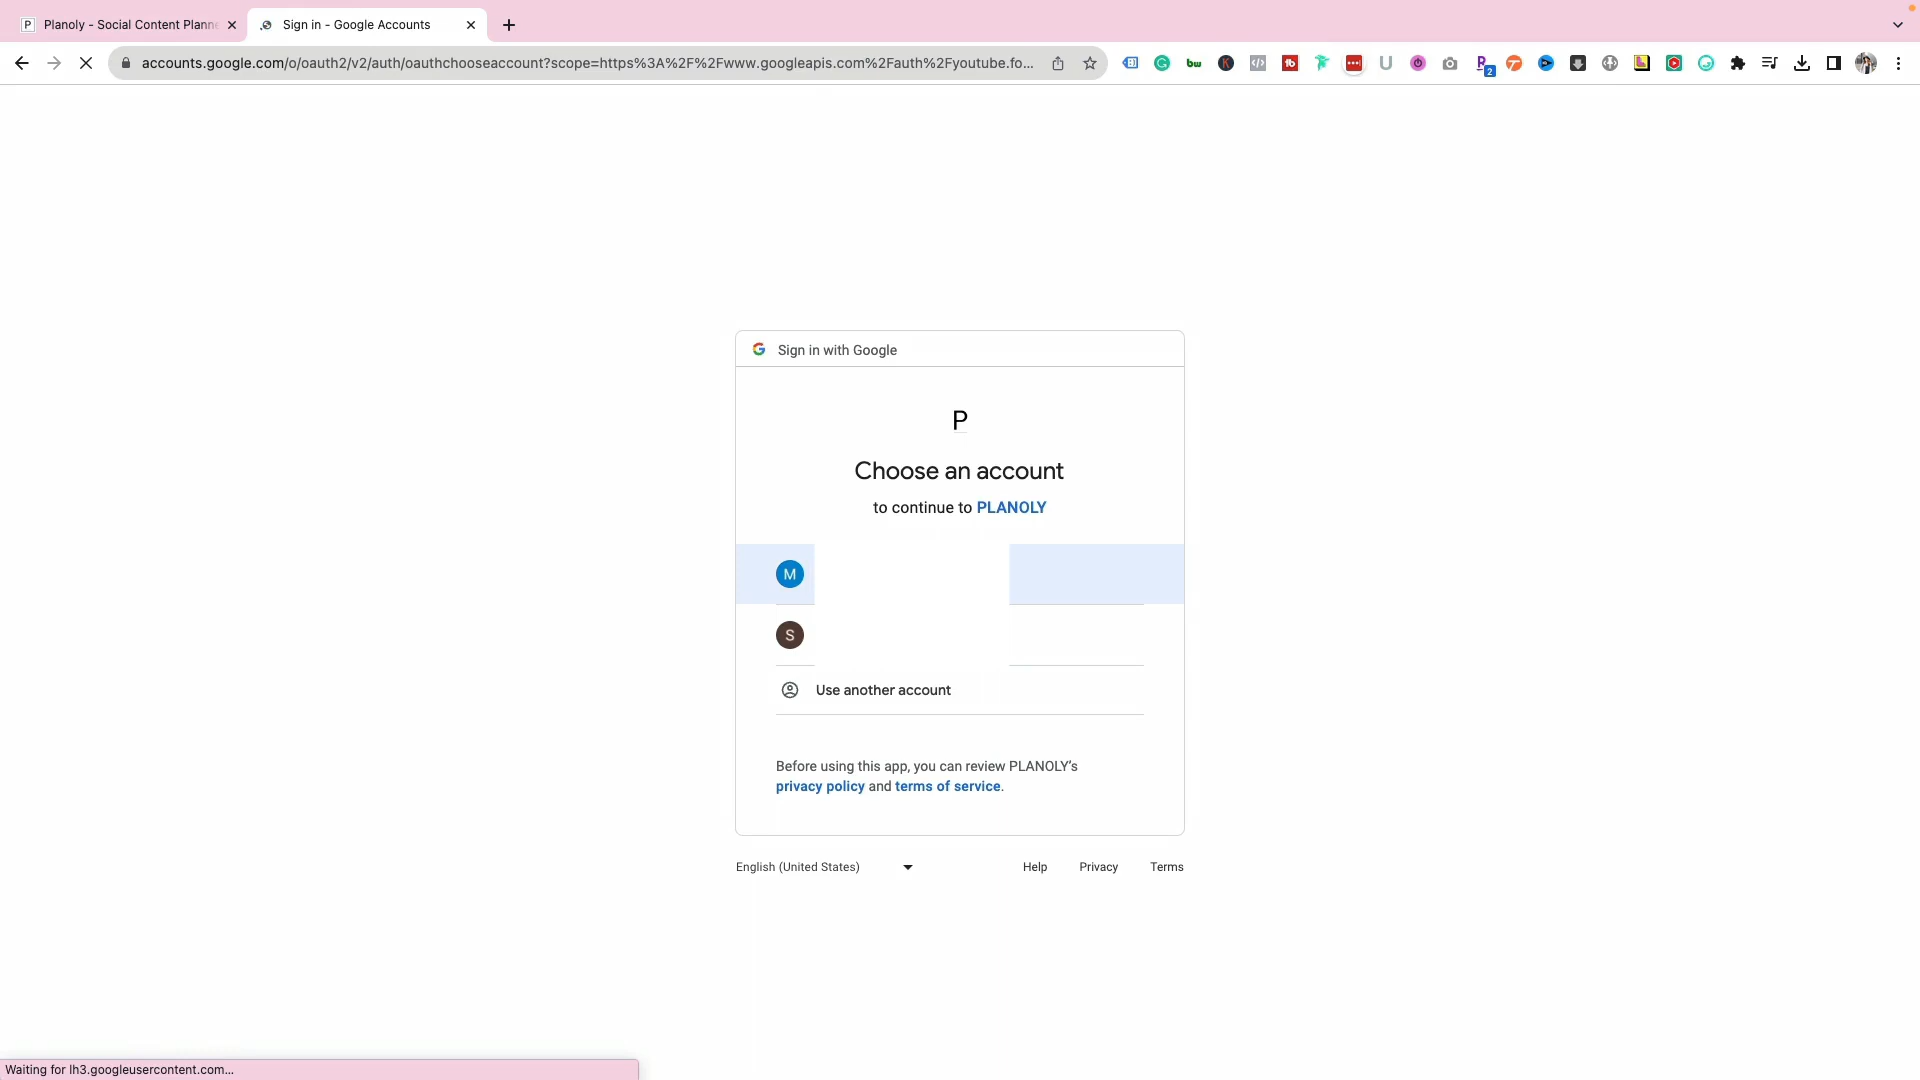 P Planoly - Social Content Planne
Sign in - Google Accounts
accounts.google.com/o/oauth2/v2/auth/oauthchooseaccount?scope=https%3A%2F%2Fwww.googleapis.com%2Fauth%2Fyoutube.fo...
bw
K
U
2
Sign in with Google
P
Choose an account
to continue to PLANOLY
M
S
Use another account
Before using this app, you can review PLANOLY's
privacy policy and terms of service.
English (United States)
Help
Privacy
Terms
Waiting for lh3.googleusercontent.com...